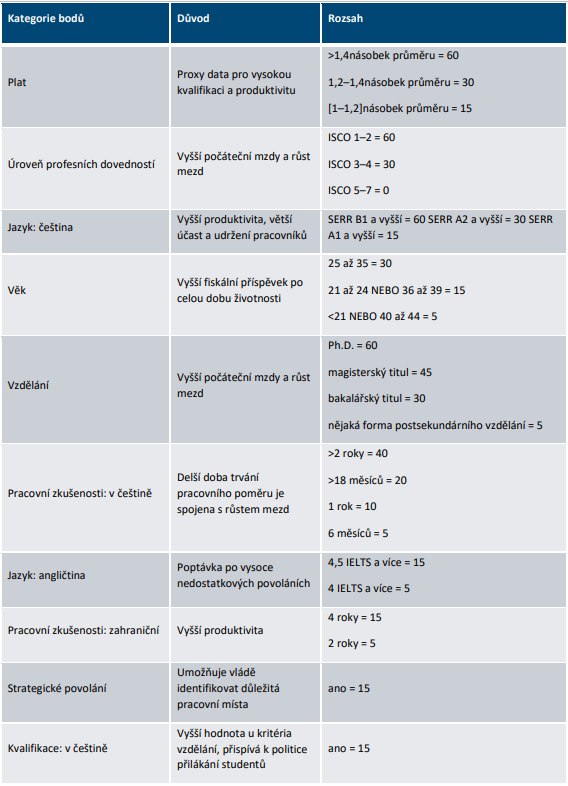 Kategorie bodů
Důvod
Rozsah
Plat
Proxy data pro vysokou
kvalifikaci a produktivitu
>1,4násobek průměru = 60
1,2–1,4násobek průměru = 30
[1–1,2]násobek průměru = 15
Úroveň profesních dovedností
Vyšší počáteční mzdy a růst
mezd
ISCO 1–2 = 60
ISCO 3–4 = 30
ISCO 5–7 = 0
Jazyk: čeština
Vyšší produktivita, větší
účast a udržení pracovníků
SERR B1 a vyšší = 60 SERR A2 a vyšší = 30 SERR
A1 a vyšší = 15
Věk
Vyšší fiskální příspěvek po
celou dobu životnosti
25 až 35 = 30
21 až 24 NEBO 36 až 39 = 15
<21 NEBO 40 až 44 = 5
Vzdělání
Vyšší počáteční mzdy a růst
mezd
Ph.D. = 60
magisterský titul = 45
bakalářský titul = 30
nějaká forma postsekundárního vzdělání = 5
Pracovní zkušenosti: v češtině
Delší doba trvání
pracovního poměru je
spojena s růstem mezd
>2 roky = 40
>18 měsíců = 20
1 rok = 10
6 měsíců = 5
Jazyk: angličtina
Poptávka po vysoce
nedostatkových povoláních
4,5 IELTS a více = 15
4 IELTS a více = 5
Pracovní zkušenosti: zahraniční
Vyšší produktivita
4 roky = 15
2 roky = 5
Strategické povolání
Umožňuje vládě
identifikovat důležitá
pracovní místa
ano = 15
Kvalifikace: v češtině
Vyšší hodnota u kritéria
vzdělání, přispívá k politice
přilákání studentů
ano = 15